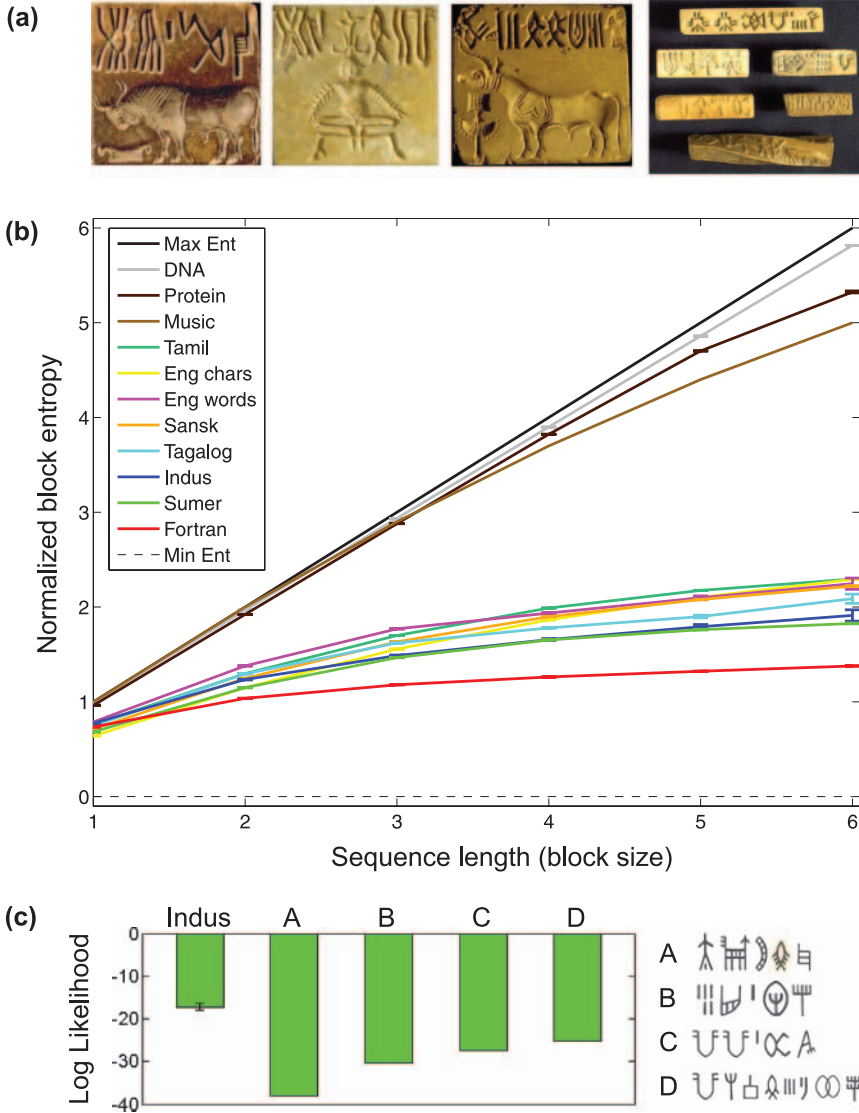 (a)
(b)
Normalized block entropy
6
5
4
3
2
1
0
Max Ent
DNA
Protein
Music
Tamil
Eng chars
Eng words
Sansk
Tagalog
Indus
Sumer
Fortran
Min Ent
1 2 3 4 5 6
Sequence length (block size)
(c)
Indus A B C D
Log Likelihood
0
-10
-20
-30
-40
A
B
C
D